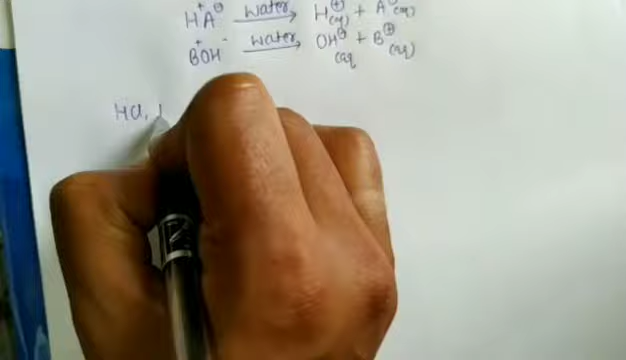 H⁺A⊖ water→ H⊕(aq) + A⊖(aq)
B⁺OH⁻ water→ OH⊖aq + B⊕(aq)
HCl,